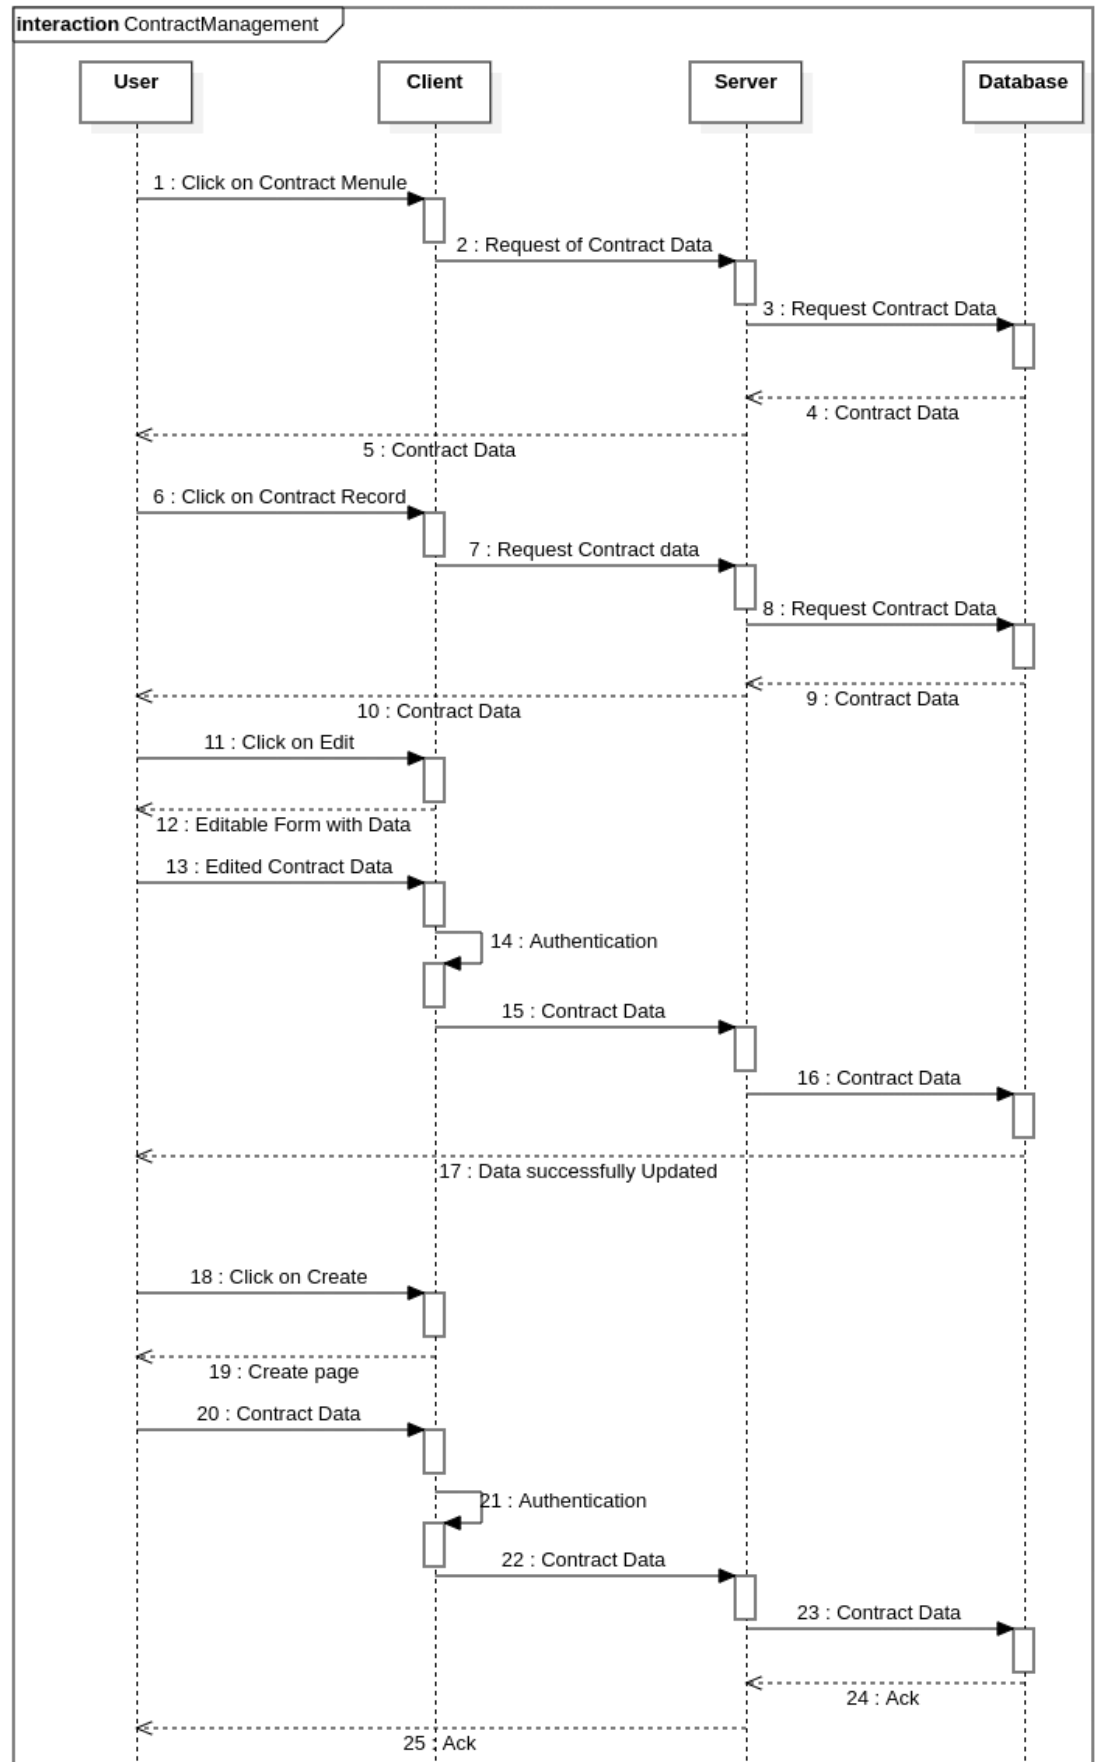 interaction ContractManagement
User
Client
Server
Database
1 : Click on Contract Menule
2 : Request of Contract Data
3 : Request Contract Data
4 : Contract Data
5 : Contract Data
6 : Click on Contract Record
7 : Request Contract data
8 : Request Contract Data
9 : Contract Data
10 : Contract Data
11 : Click on Edit
12 : Editable Form with Data
13 : Edited Contract Data
14 : Authentication
15 : Contract Data
16 : Contract Data
17 : Data successfully Updated
18 : Click on Create
19 : Create page
20 : Contract Data
21 : Authentication
22 : Contract Data
23 : Contract Data
24 : Ack
25 : Ack